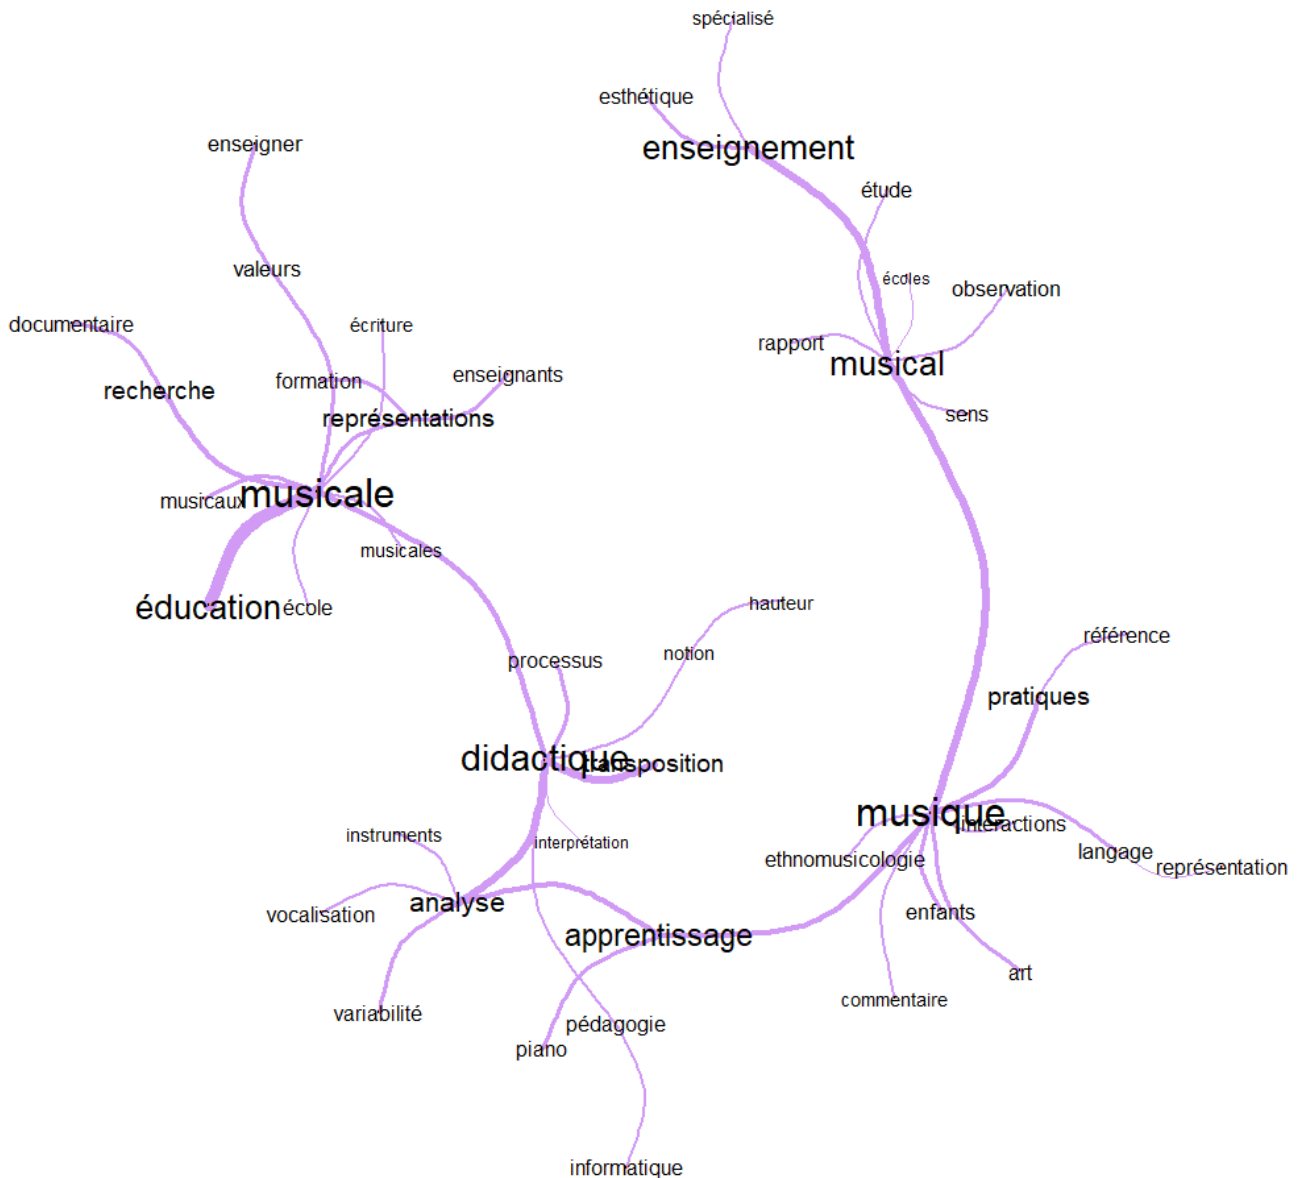 spécialisé
esthétique
enseignement
enseigner
étude
valeurs
écoles
observation
documentaire
écriture
rapport
musical
formation
enseignants
recherche
représentations
sens
musicale
musicaux
musicales
éducation
école
hauteur
référence
notion
processus
pratiques
didactique
transposition
musique
interactions
instruments
interprétation
langage
ethnomusicologie
représentation
analyse
vocalisation
enfants
apprentissage
art
commentaire
variabilité
pédagogie
piano
informatique